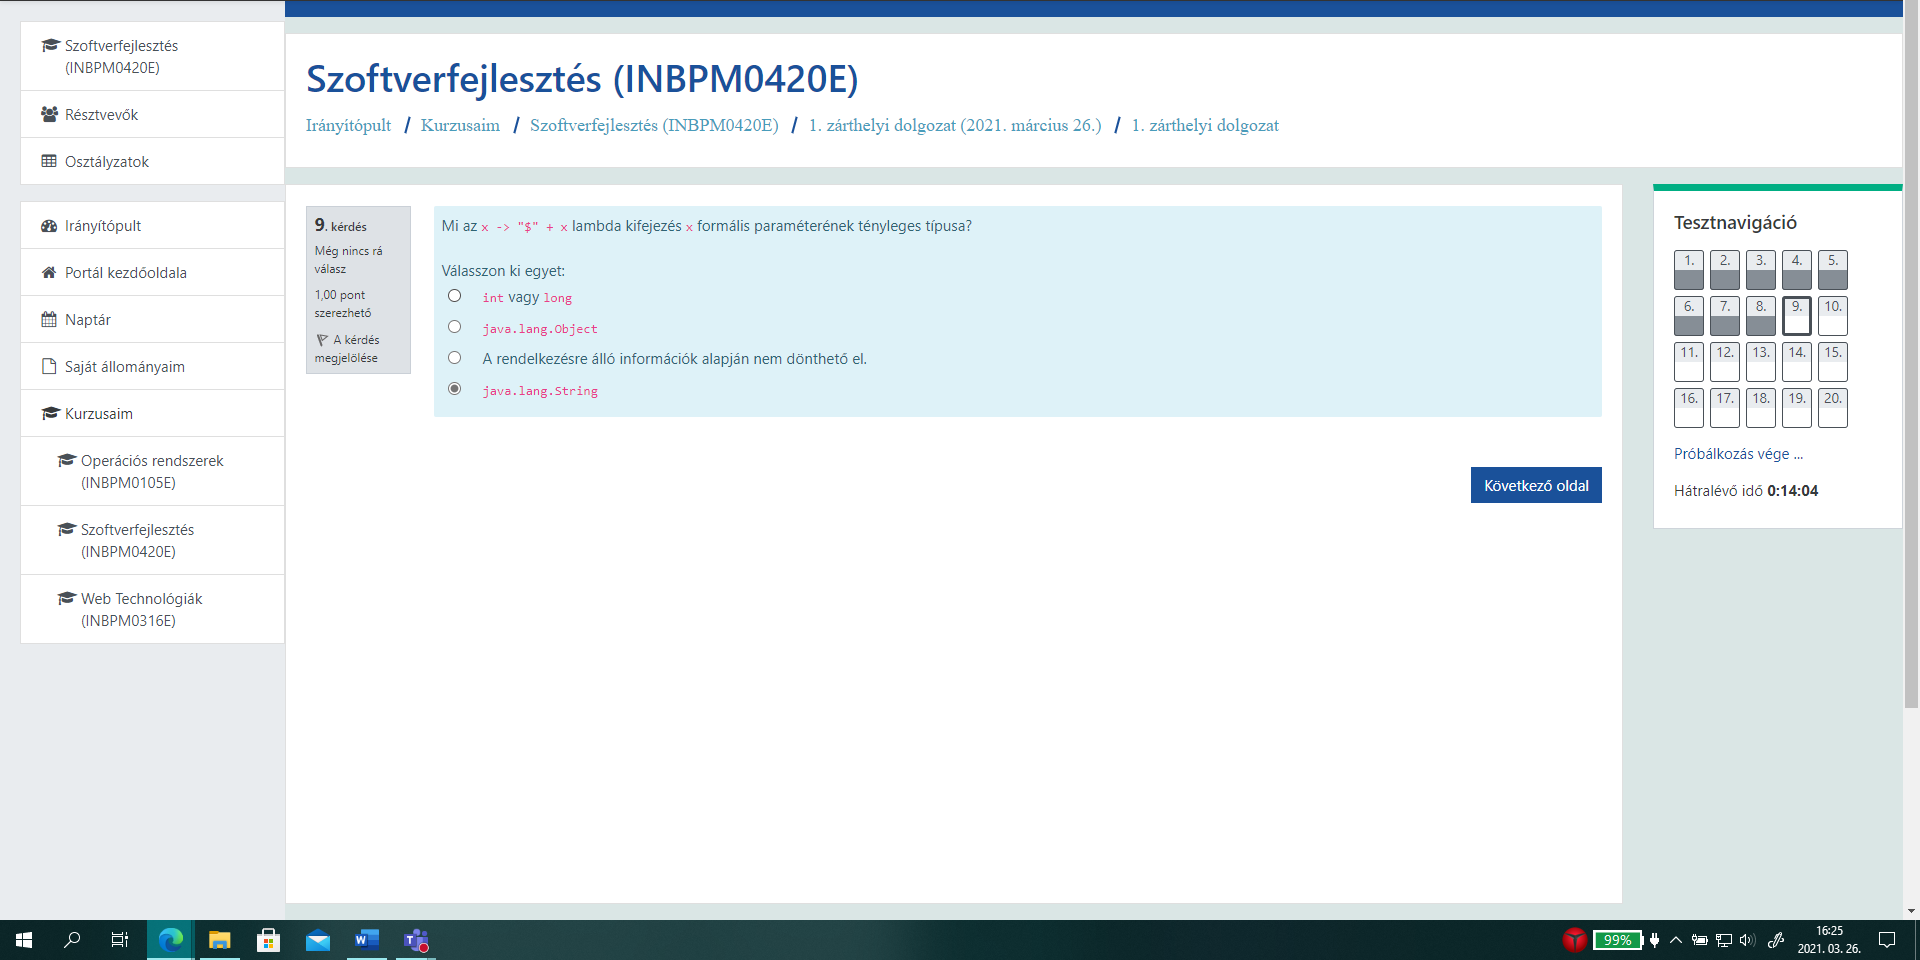 Szoftverfejlesztés
(INBPM0420E)
Résztvevők
Osztályzatok
Irányítópult
Portál kezdőoldala
Naptár
Saját állományaim
Kurzusaim
Operációs rendszerek
(INBPM0105E)
Szoftverfejlesztés
(INBPM0420E)
Web Technológiák
(INBPM0316E)
Szoftverfejlesztés (INBPM0420E)
Irányítópult / Kurzusaim / Szoftverfejlesztés (INBPM0420E) / 1. zárthelyi dolgozat (2021. március 26.) / 1. zárthelyi dolgozat
9. kérdés
Még nincs rá
válasz
1,00 pont
szerezhető
A kérdés
megjelölése
Mi az x -> "$" + x lambda kifejezés x formális paraméterének tényleges típusa?
Válasszon ki egyet:
int vagy long
java.lang.Object
A rendelkezésre álló információk alapján nem dönthető el.
java.lang.String
Következő oldal
Tesztnavigáció
1. 2. 3. 4. 5.
6. 7. 8. 9. 10.
11. 12. 13. 14. 15.
16. 17. 18. 19. 20.
Próbálkozás vége ...
Hátralévő idő 0:14:04
99%
16:25
2021. 03. 26.